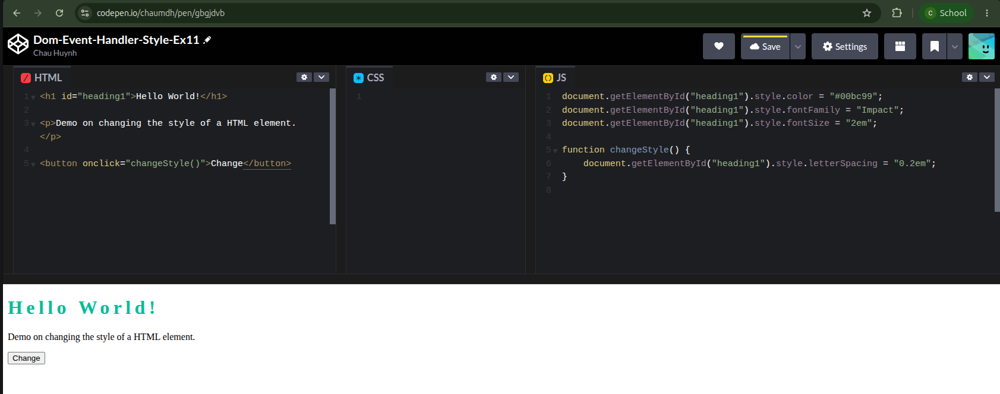 codepen.io/chaumdh/pen/gbgjdvb
C School
Dom-Event-Handler-Style-Ex11
Chau Huynh
Save
Settings
HTML
1 <h1 id="heading1">Hello World!</h1>
2
3 <p>Demo on changing the style of a HTML element.
</p>
4
5 <button onclick="changeStyle()">Change</button>
CSS
1
JS
1 document.getElementById("heading1").style.color = "#00bc99";
2 document.getElementById("heading1").style.fontFamily = "Impact";
3 document.getElementById("heading1").style.fontSize = "2em";
4
5 function changeStyle() {
6 document.getElementById("heading1").style.letterSpacing = "0.2em";
7 }
8
Hello World!
Demo on changing the style of a HTML element.
Change